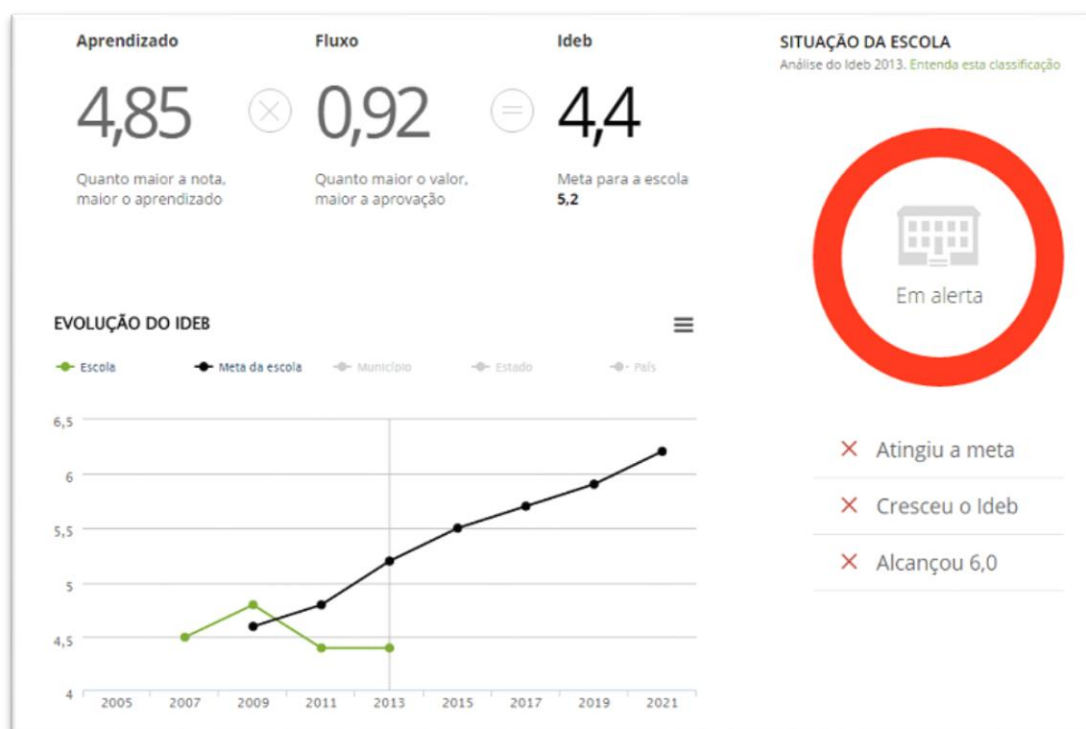 Aprendizado
Fluxo
Ideb
4,85
0,92
4,4
Quanto maior a nota,
maior o aprendizado
Quanto maior o valor,
maior a aprovação
Meta para a escola
5,2
SITUAÇÃO DA ESCOLA
Análise do Ideb 2013. Entenda esta classificação
Em alerta
Atingiu a meta
Cresceu o Ideb
Alcançou 6,0
EVOLUÇÃO DO IDEB
Escola
Meta da escola
Município
Estado
País
6,5
6
5,5
5
4,5
4
2005
2007
2009
2011
2013
2015
2017
2019
2021